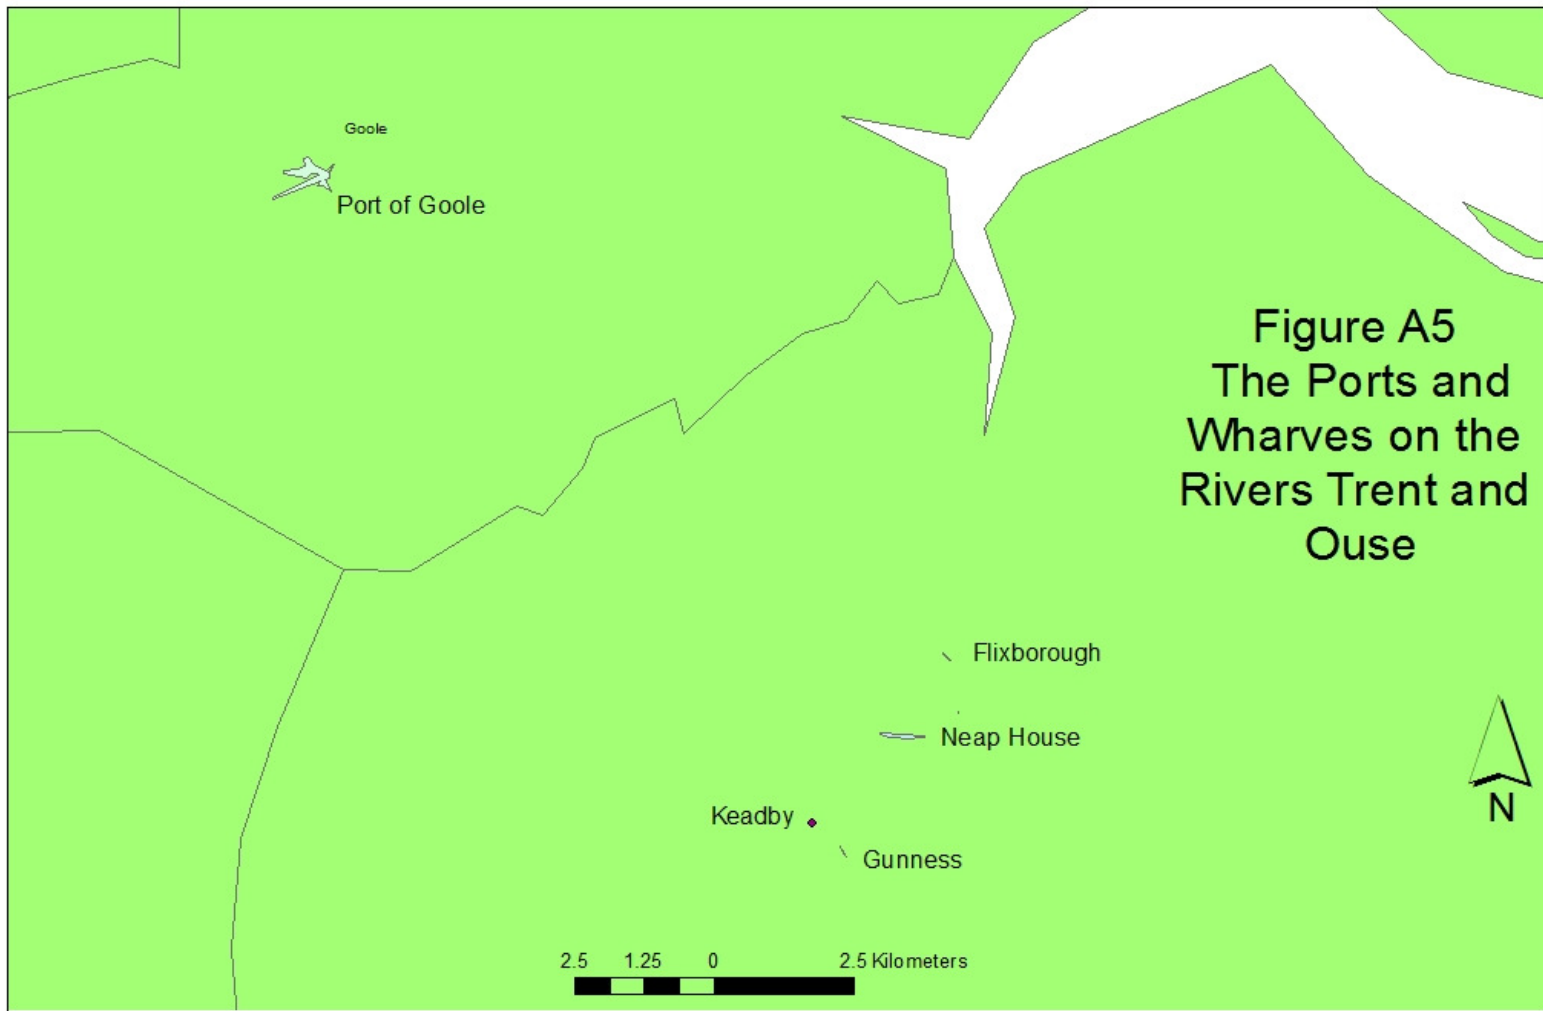 Goole
Port of Goole
Figure A5
The Ports and
Wharves on the
Rivers Trent and
Ouse
Flixborough
Neap House
Keadby
Gunness
N
2.5 1.25 0 2.5 Kilometers